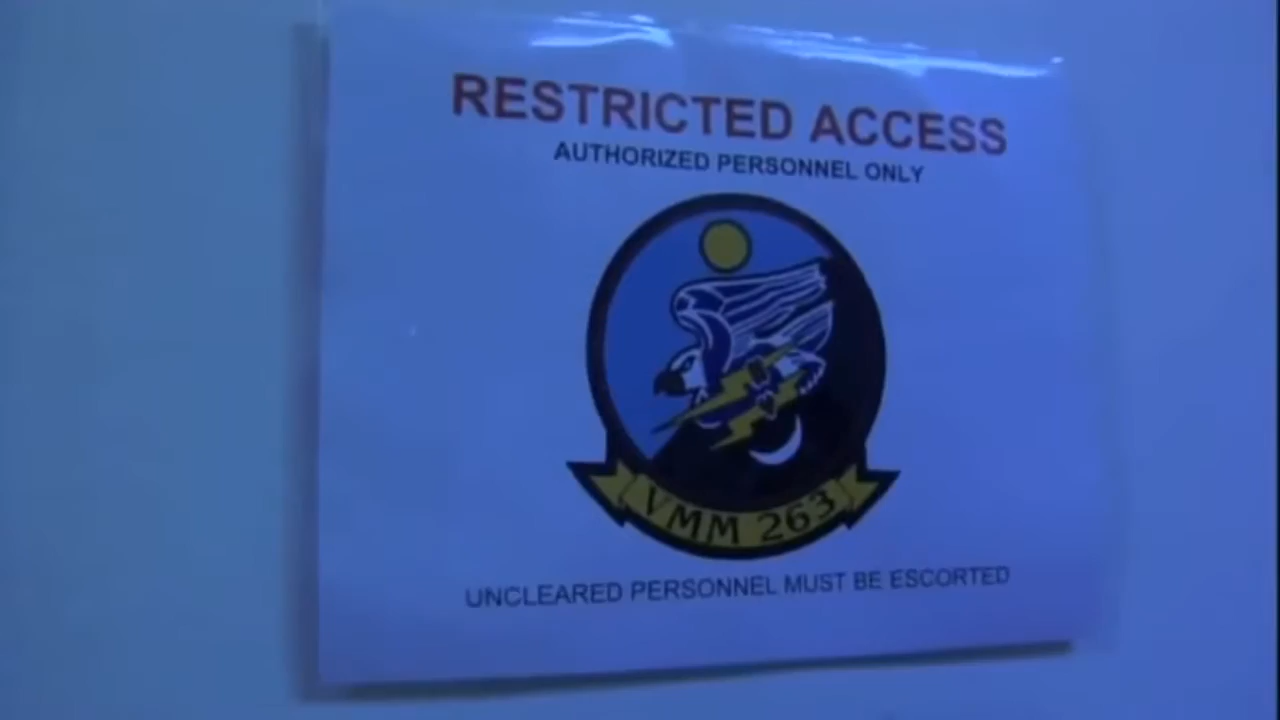 RESTRICTED ACCESS
AUTHORIZED PERSONNEL ONLY
VMM 263
UNCLEARED PERSONNEL MUST BE ESCORTED